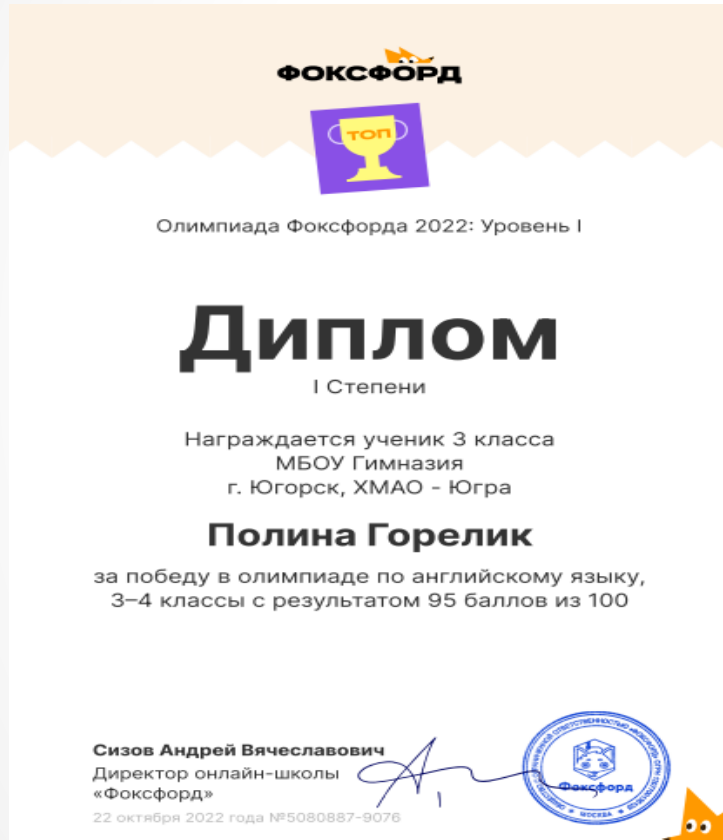 ФОКСФОРД
ТОП
Олимпиада Фоксфорда 2022: Уровень I
Диплом
I Степени
Награждается ученик 3 класса
МБОУ Гимназия
г. Югорск, ХМАО - Югра
Полина Горелик
за победу в олимпиаде по английскому языку,
3–4 классы с результатом 95 баллов из 100
Сизов Андрей Вячеславович
Директор онлайн-школы
«Фоксфорд»
22 октября 2022 года №5080887-9076
Фоксфорд
МОСКВА